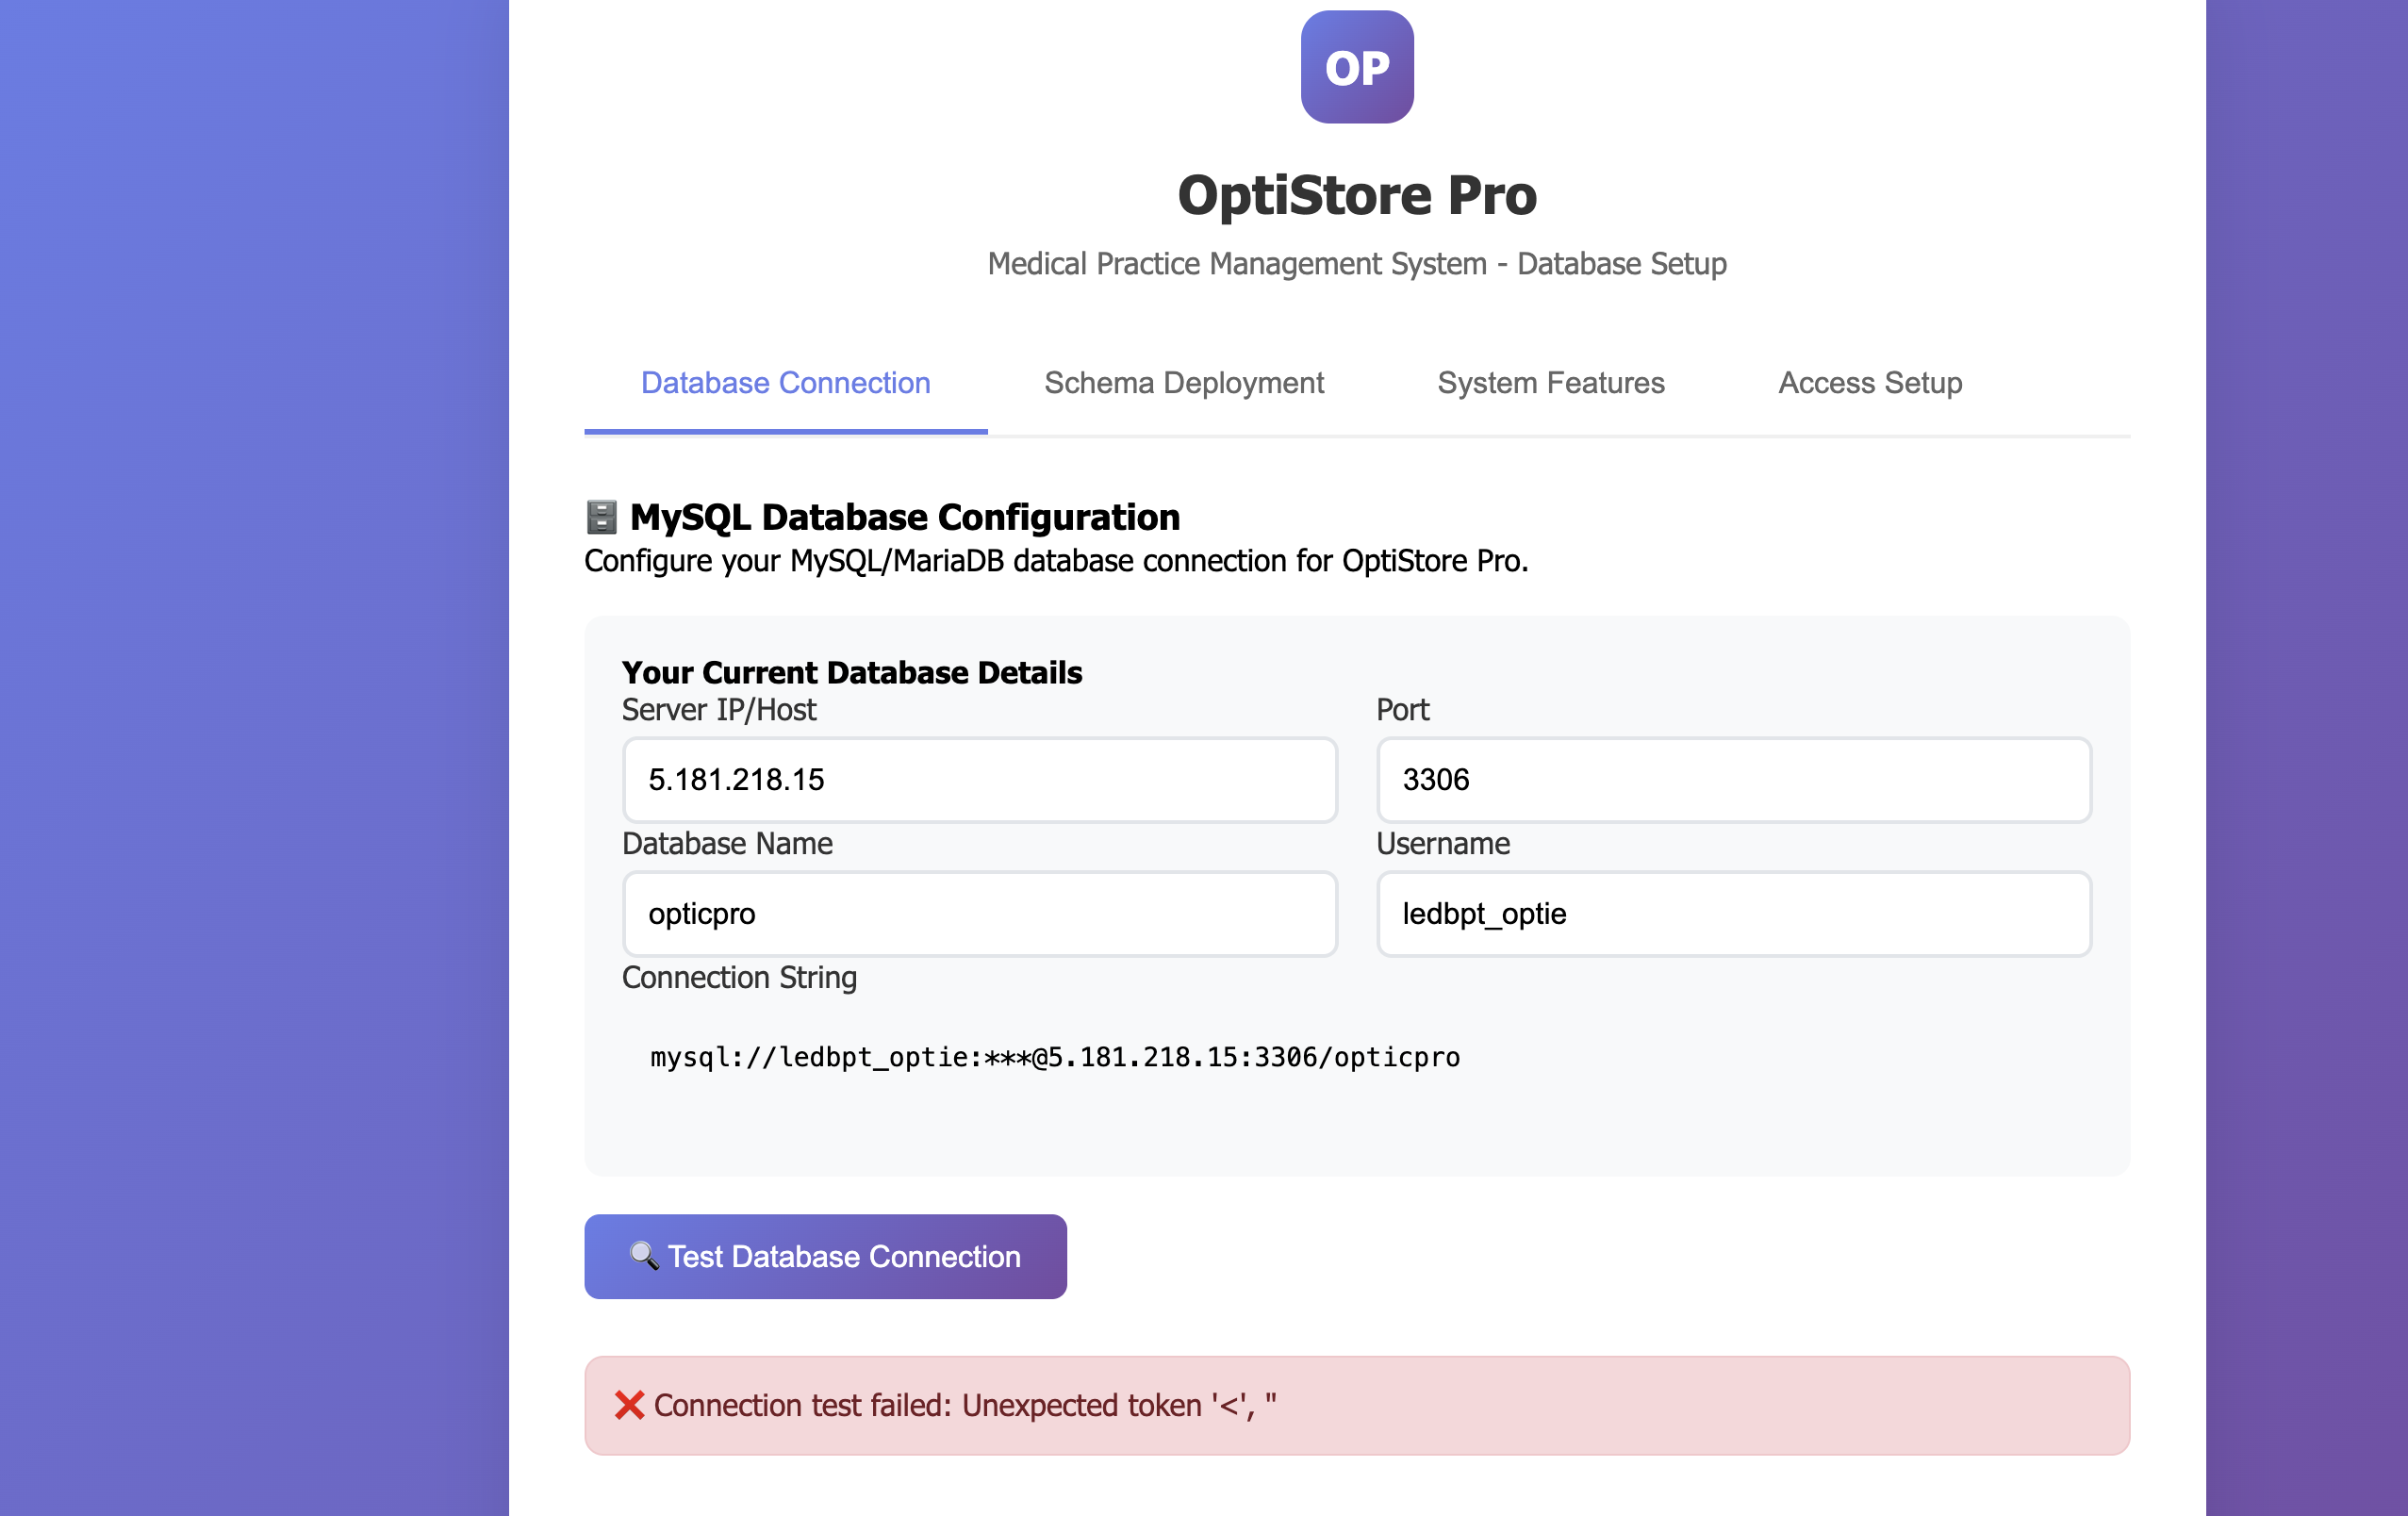 OP
OptiStore Pro
Medical Practice Management System - Database Setup
Database Connection Schema Deployment System Features Access Setup
MySQL Database Configuration
Configure your MySQL/MariaDB database connection for OptiStore Pro.
Your Current Database Details
Server IP/Host Port
5.181.218.15 3306
Database Name Username
opticpro ledbpt_optie
Connection String
mysql://ledbpt_optie:***@5.181.218.15:3306/opticpro
Test Database Connection
Connection test failed: Unexpected token '<', "